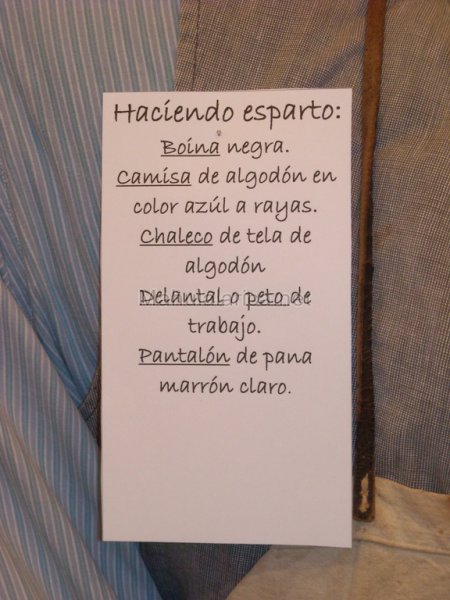 Haciendo esparto:
Boina negra.
Camisa de algodón en
color azúl a rayas.
Chaleco de tela de
algodón
Delantal o peto de
trabajo.
Pantalón de pana
marrón claro.